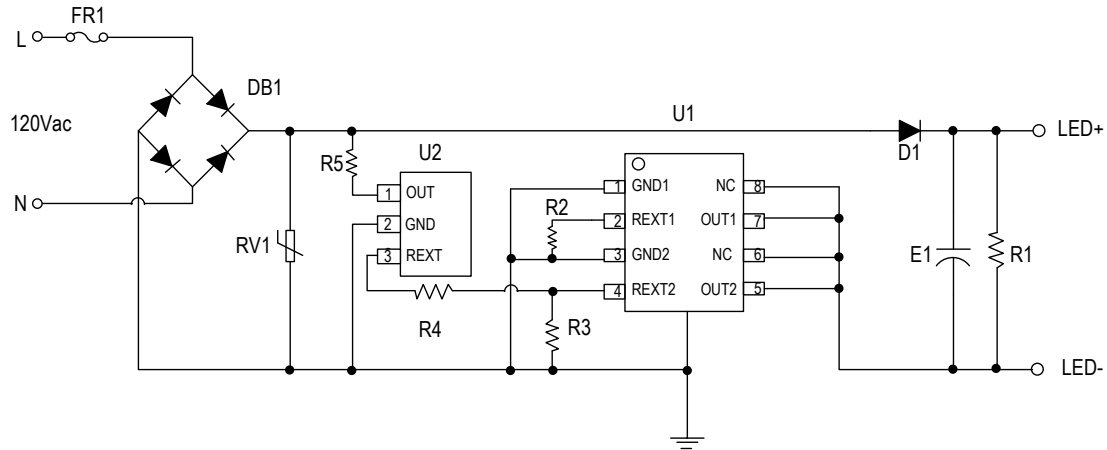 FR1
L
DB1
120Vac
N
RV1
R5
U2
1 OUT
2 GND
3 REXT
R4
R2
R3
U1
1 GND1
2 REXT1
3 GND2
4 REXT2
NC 8
OUT1 7
NC 6
OUT2 5
D1
LED+
E1
R1
LED-